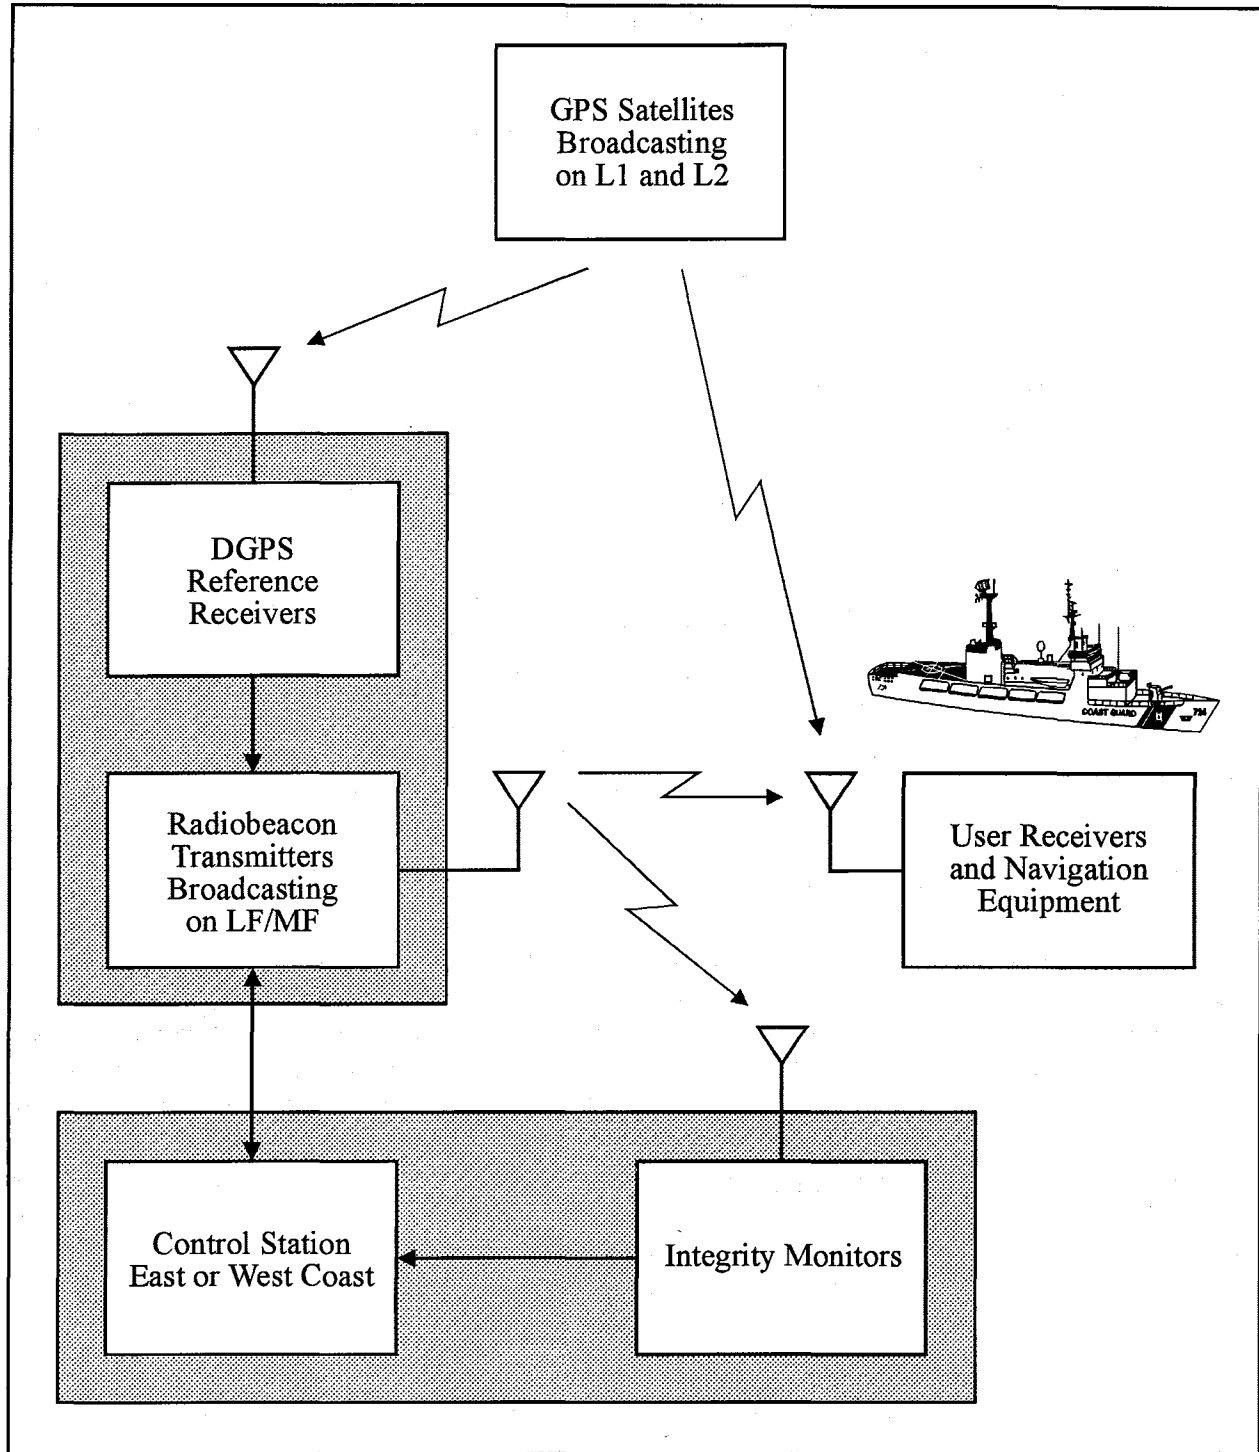 GPS Satellites
Broadcasting
on L1 and L2
DGPS
Reference
Receivers
COAST GUARD
Radiobeacon
Transmitters
Broadcasting
on LF/MF
User Receivers
and Navigation
Equipment
Control Station
East or West Coast
Integrity Monitors